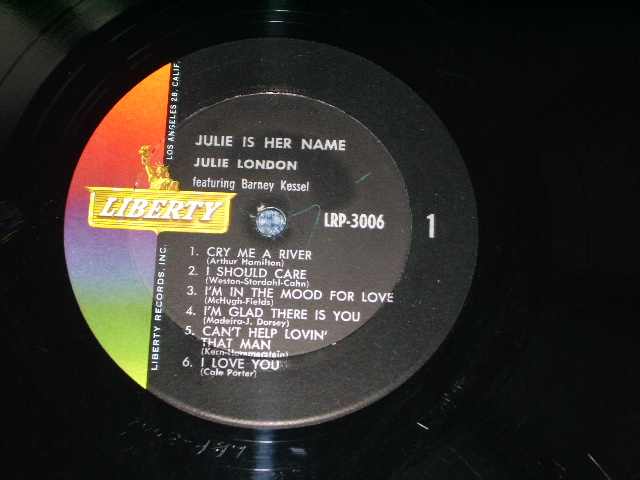 JULIE IS HER NAME
JULIE LONDON
featuring Barney Kessel
LIBERTY
LRP-3006
1
1. CRY ME A RIVER
(Arthur Hamilton)
2. I SHOULD CARE
(Weston-Stordahl-Cahn)
3. I'M IN THE MOOD FOR LOVE
(McHugh-Fields)
4. I'M GLAD THERE IS YOU
(Madeira-J. Dorsey)
5. CAN'T HELP LOVIN'
THAT MAN
(Kern-Hammerstein)
6. I LOVE YOU
(Cole Porter)
LIBERTY RECORDS, INC.
LOS ANGELES 28, CALIF.